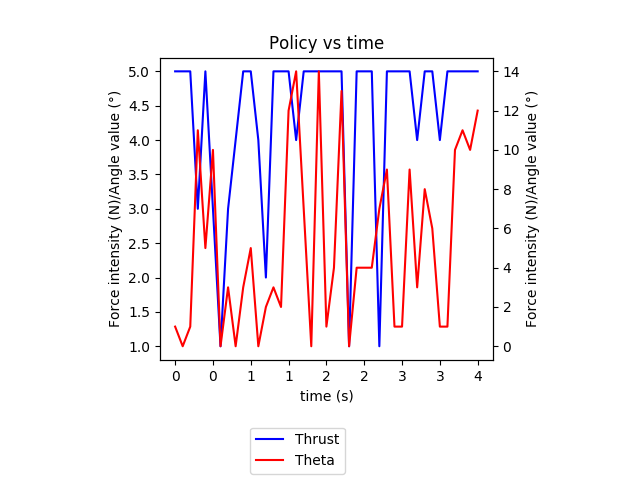 Policy vs time
Force intensity (N)/Angle value (°)
5.0
4.5
4.0
3.5
3.0
2.5
2.0
1.5
1.0
14
12
10
8
6
4
2
0
Force intensity (N)/Angle value (°)
0 0 1 1 2 2 3 3 4
time (s)
Thrust
Theta